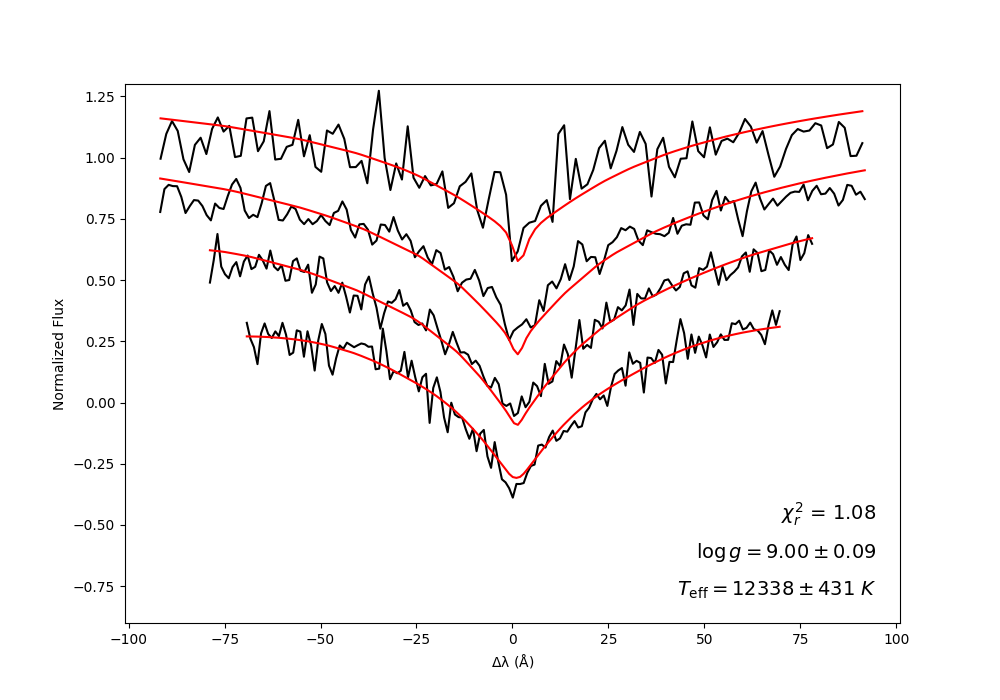 1.25
1.00
0.75
0.50
0.25
0.00
−0.25
−0.50
−0.75
Normalized Flux
χ²ᵣ = 1.08
log g = 9.00 ± 0.09
T_eff = 12338 ± 431 K
−100 −75 −50 −25 0 25 50 75 100
Δλ (Å)